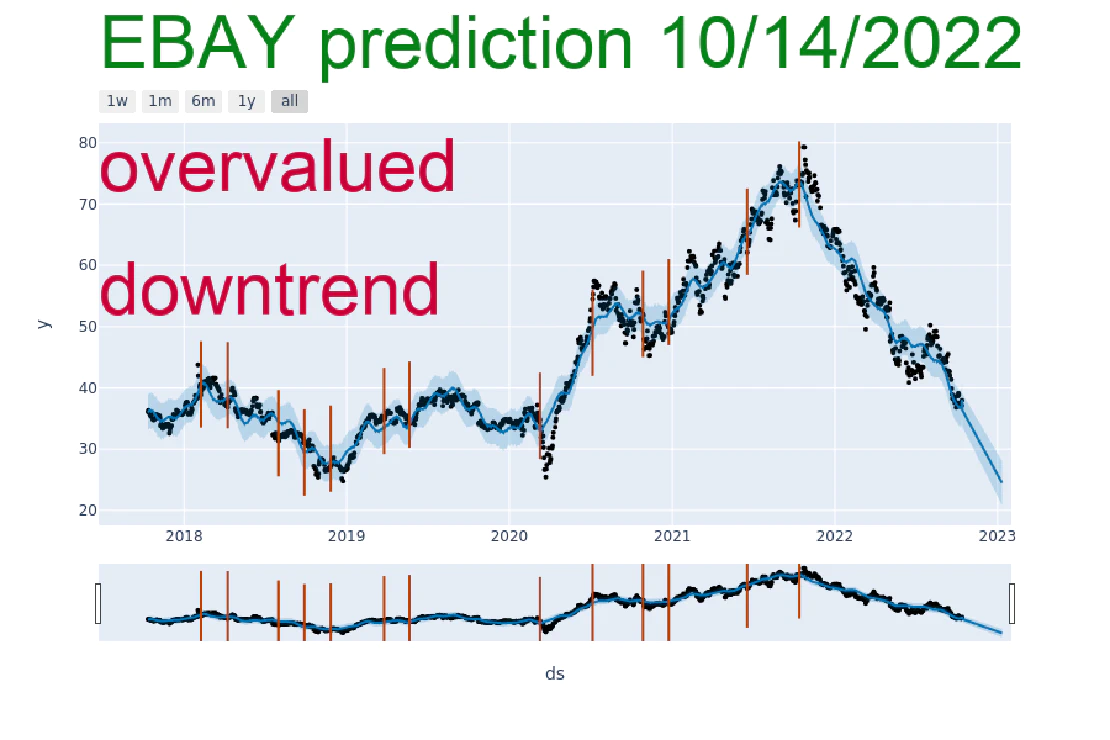 EBAY prediction 10/14/2022
1w 1m 6m 1y all
overvalued
downtrend
80
70
60
50
40
30
20
y
2018 2019 2020 2021 2022 2023
ds